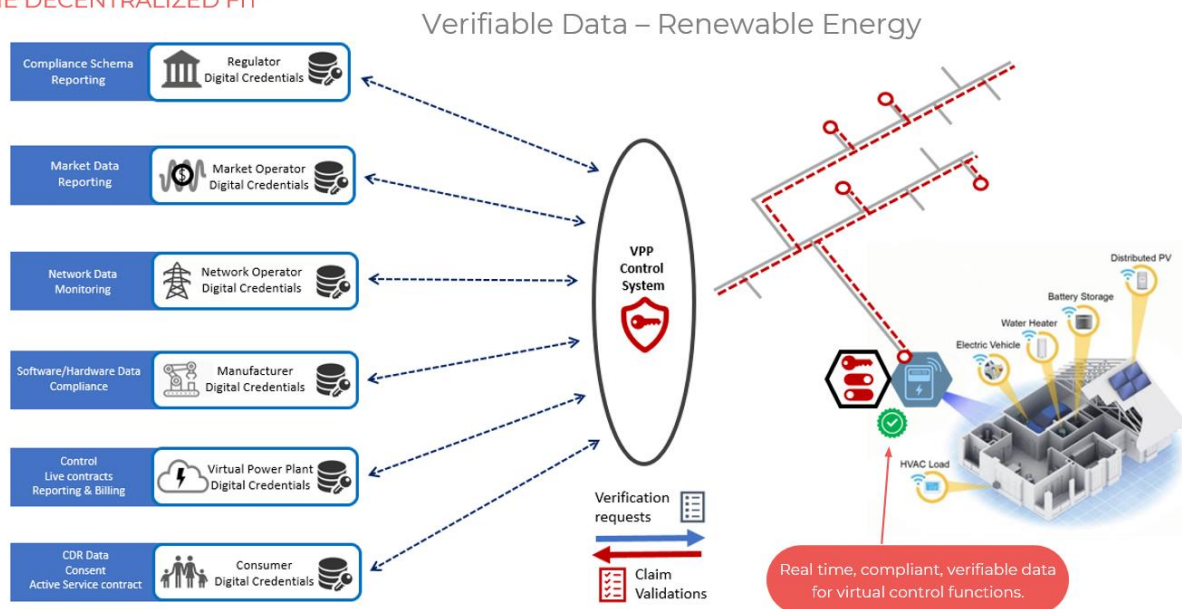 THE DECENTRALIZED FIT
Verifiable Data – Renewable Energy
Compliance Schema
Reporting
Regulator
Digital Credentials
Market Data
Reporting
$
Market Operator
Digital Credentials
Network Data
Monitoring
Network Operator
Digital Credentials
Software/Hardware Data
Compliance
Manufacturer
Digital Credentials
Control
Live contracts
Reporting & Billing
Virtual Power Plant
Digital Credentials
CDR Data
Consent
Active Service contract
Consumer
Digital Credentials
VPP
Control
System
Verification
requests
Claim
Validations
Distributed PV
Battery Storage
Water Heater
Electric Vehicle
HVAC Load
Real time, compliant, verifiable data
for virtual control functions.